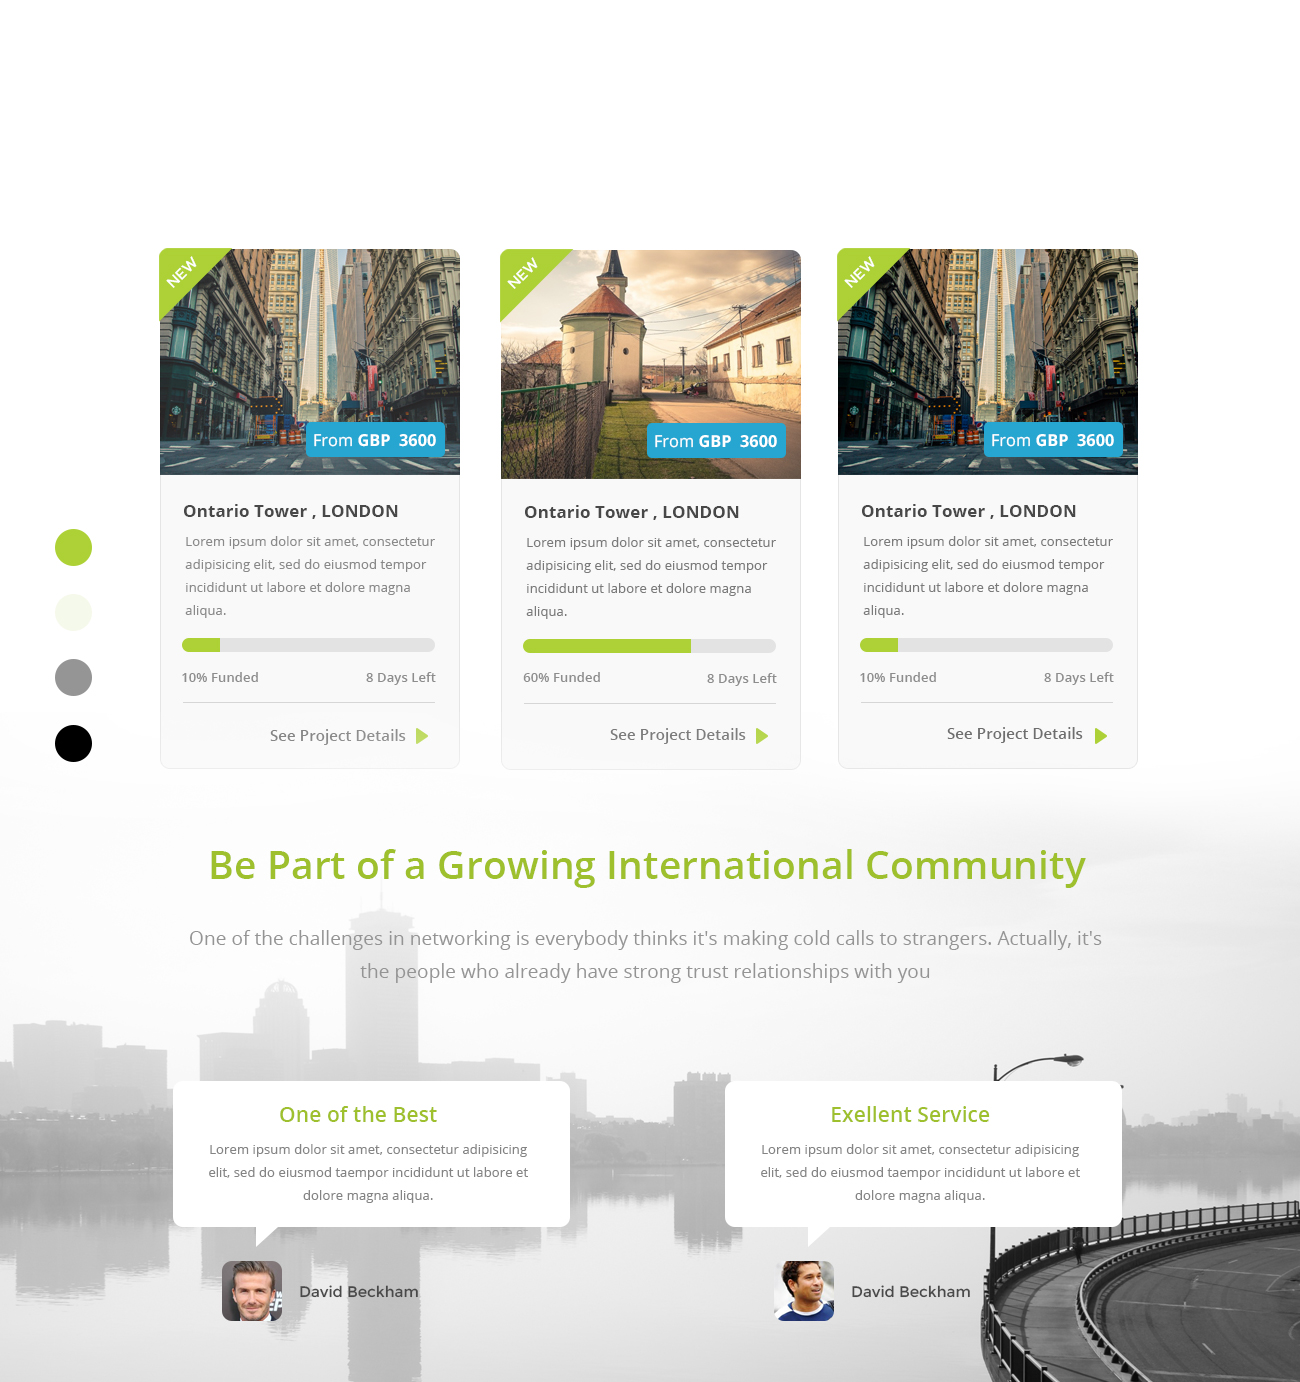 NEW
From GBP 3600
Ontario Tower , LONDON
Lorem ipsum dolor sit amet, consectetur
adipisicing elit, sed do eiusmod tempor
incididunt ut labore et dolore magna
aliqua.
10% Funded
8 Days Left
See Project Details
NEW
From GBP 3600
Ontario Tower , LONDON
Lorem ipsum dolor sit amet, consectetur
adipisicing elit, sed do eiusmod tempor
incididunt ut labore et dolore magna
aliqua.
60% Funded
8 Days Left
See Project Details
NEW
From GBP 3600
Ontario Tower , LONDON
Lorem ipsum dolor sit amet, consectetur
adipisicing elit, sed do eiusmod tempor
incididunt ut labore et dolore magna
aliqua.
10% Funded
8 Days Left
See Project Details
Be Part of a Growing International Community
One of the challenges in networking is everybody thinks it's making cold calls to strangers. Actually, it's
the people who already have strong trust relationships with you
One of the Best
Lorem ipsum dolor sit amet, consectetur adipisicing
elit, sed do eiusmod taempor incididunt ut labore et
dolore magna aliqua.
David Beckham
Exellent Service
Lorem ipsum dolor sit amet, consectetur adipisicing
elit, sed do eiusmod taempor incididunt ut labore et
dolore magna aliqua.
David Beckham